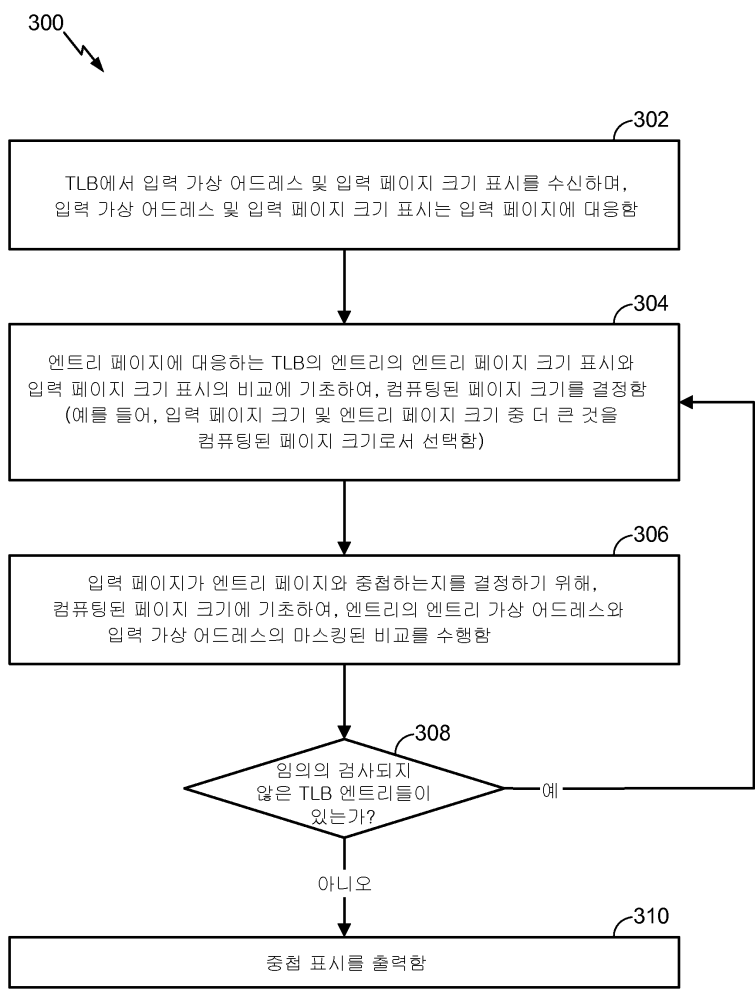 300
302
TLB에서 입력 가상 어드레스 및 입력 페이지 크기 표시를 수신하며,
입력 가상 어드레스 및 입력 페이지 크기 표시는 입력 페이지에 대응함
304
엔트리 페이지에 대응하는 TLB의 엔트리의 엔트리 페이지 크기 표시와
입력 페이지 크기 표시의 비교에 기초하여, 컴퓨팅된 페이지 크기를 결정함
(예를 들어, 입력 페이지 크기 및 엔트리 페이지 크기 중 더 큰 것을
컴퓨팅된 페이지 크기로서 선택함)
306
입력 페이지가 엔트리 페이지와 중첩하는지를 결정하기 위해,
컴퓨팅된 페이지 크기에 기초하여, 엔트리의 엔트리 가상 어드레스와
입력 가상 어드레스의 마스킹된 비교를 수행함
308
임의의 검사되지
않은 TLB 엔트리들이
있는가?
예
아니오
310
중첩 표시를 출력함